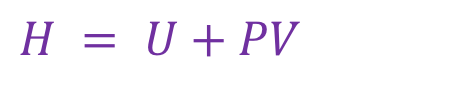 H = U + PV